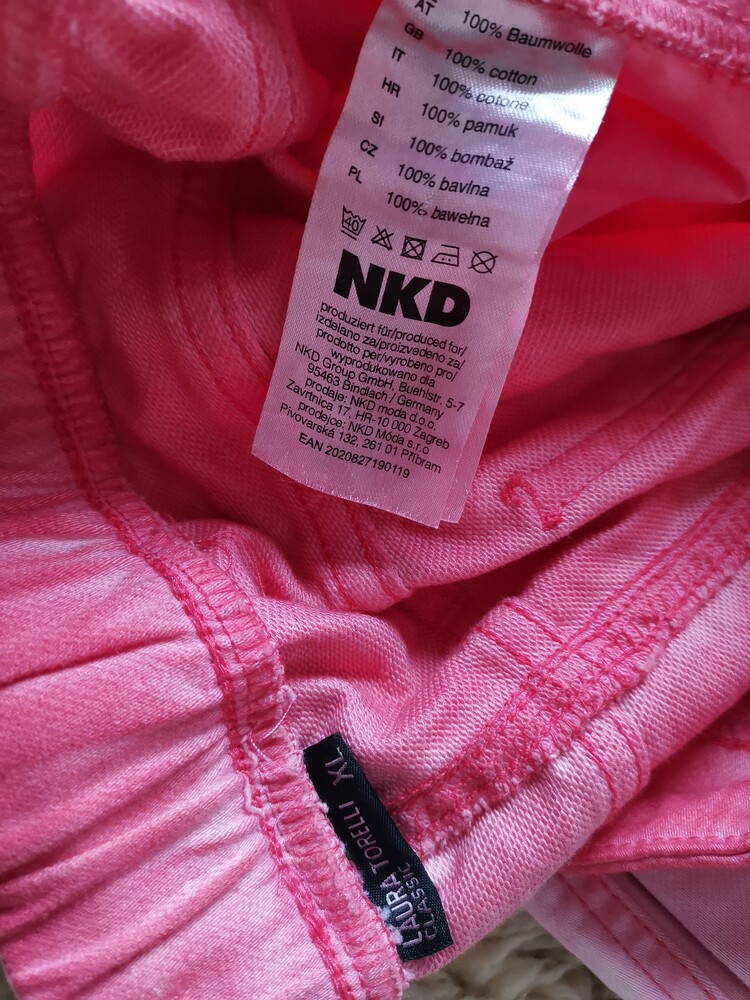 AT 100% Baumwolle
GB 100% cotton
IT 100% cotone
HR 100% pamuk
SI 100% bombaž
CZ 100% bavlna
PL 100% bawełna
40
NKD
produziert für/produced for/
izdelano za/proizvedeno za/
prodotto per/vyrobeno pro/
wyprodukowano dla
NKD Group GmbH, Buehlstr. 5-7
95463 Bindlach / Germany
prodaje: NKD moda d.o.o.
Zavrtnica 17, HR-10 000 Zagreb
prodejce: NKD Móda s.r.o
Pivovarská 132, 261 01 Příbram
EAN 2020827190119
LAURA TORELLI XL
CLASSIC